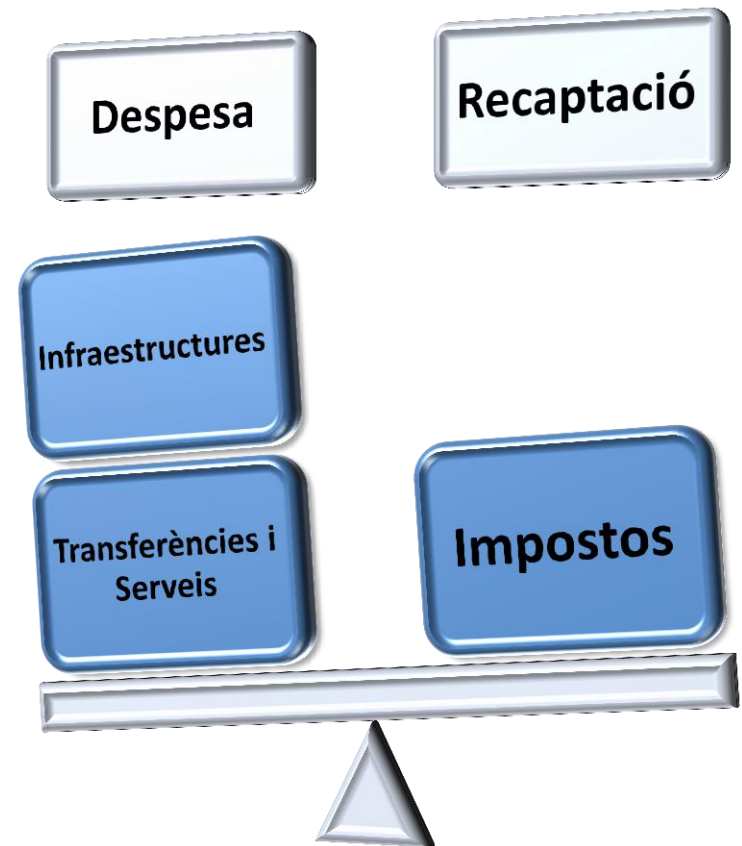 Despesa
Recaptació
Infraestructures
Transferències i
Serveis
Impostos